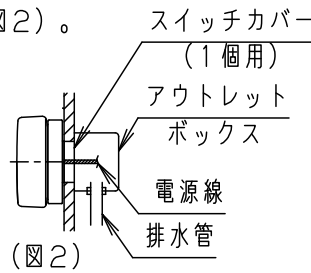 図2)。
スイッチカバー
(1個用)
アウトレット
ボックス
電源線
排水管
(図2)